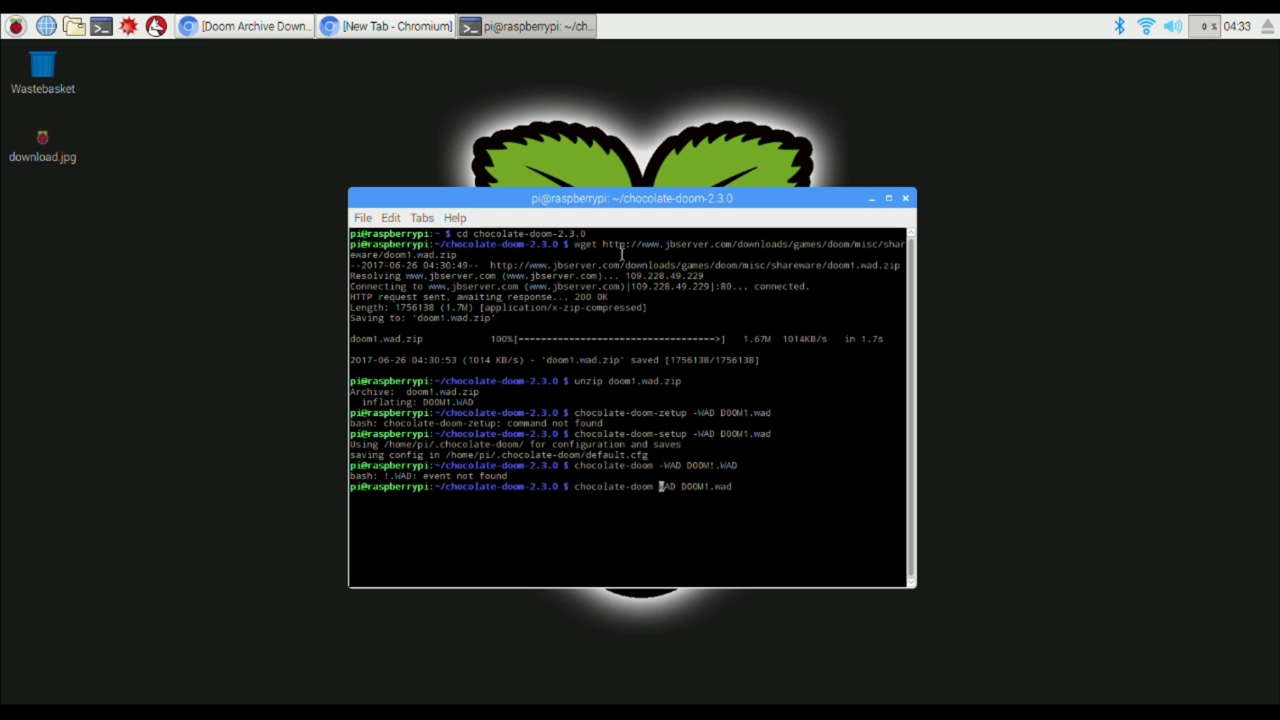 [Doom Archive Down...
[New Tab - Chromium]
pi@raspberrypi: ~/ch...
0 %
04:33
Wastebasket
download.jpg
pi@raspberrypi: ~/chocolate-doom-2.3.0
File Edit Tabs Help
pi@raspberrypi:~ $ cd chocolate-doom-2.3.0
pi@raspberrypi:~/chocolate-doom-2.3.0 $ wget http://www.jbserver.com/downloads/games/doom/misc/shar
eware/doom1.wad.zip
--2017-06-26 04:30:49--  http://www.jbserver.com/downloads/games/doom/misc/shareware/doom1.wad.zip
Resolving www.jbserver.com (www.jbserver.com)... 109.228.49.229
Connecting to www.jbserver.com (www.jbserver.com)|109.228.49.229|:80... connected.
HTTP request sent, awaiting response... 200 OK
Length: 1756138 (1.7M) [application/x-zip-compressed]
Saving to: 'doom1.wad.zip'
doom1.wad.zip 100%[===================================>] 1.67M 1014KB/s in 1.7s
2017-06-26 04:30:53 (1014 KB/s) - 'doom1.wad.zip' saved [1756138/1756138]
pi@raspberrypi:~/chocolate-doom-2.3.0 $ unzip doom1.wad.zip
Archive:  doom1.wad.zip
inflating: DOOM1.WAD
pi@raspberrypi:~/chocolate-doom-2.3.0 $ chocolate-doom-zetup -WAD DOOM1.wad
bash: chocolate-doom-zetup: command not found
pi@raspberrypi:~/chocolate-doom-2.3.0 $ chocolate-doom-setup -WAD DOOM1.wad
Using /home/pi/.chocolate-doom/ for configuration and saves
saving config in /home/pi/.chocolate-doom/default.cfg
pi@raspberrypi:~/chocolate-doom-2.3.0 $ chocolate-doom -WAD DOOM!.WAD
bash: !.WAD: event not found
pi@raspberrypi:~/chocolate-doom-2.3.0 $ chocolate-doom WAD DOOM1.wad